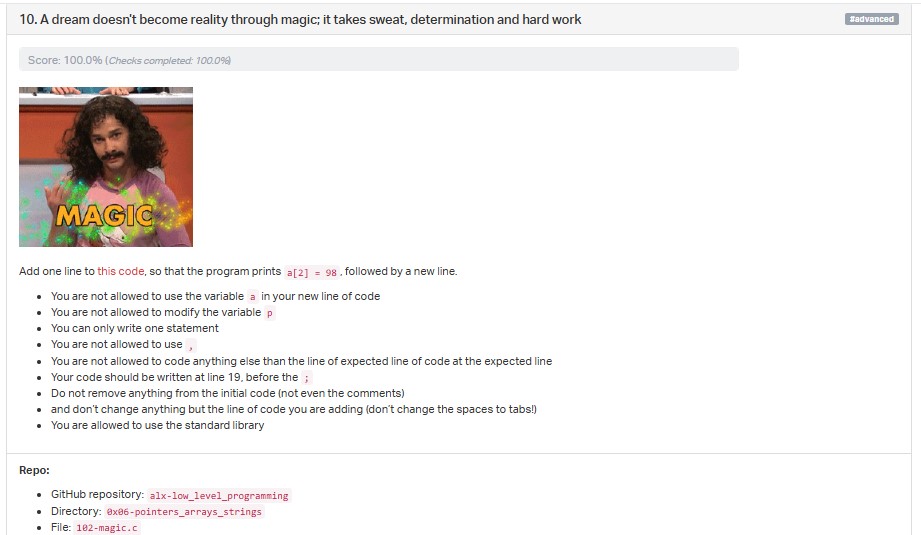 10. A dream doesn't become reality through magic; it takes sweat, determination and hard work
#advanced
Score: 100.0% (Checks completed: 100.0%)
MAGIC
Add one line to this code, so that the program prints a[2] = 98, followed by a new line.
You are not allowed to use the variable a in your new line of code
You are not allowed to modify the variable p
You can only write one statement
You are not allowed to use ,
You are not allowed to code anything else than the line of expected line of code at the expected line
Your code should be written at line 19, before the ;
Do not remove anything from the initial code (not even the comments)
and don't change anything but the line of code you are adding (don't change the spaces to tabs!)
You are allowed to use the standard library
Repo:
GitHub repository: alx-low_level_programming
Directory: 0x06-pointers_arrays_strings
File: 102-magic.c